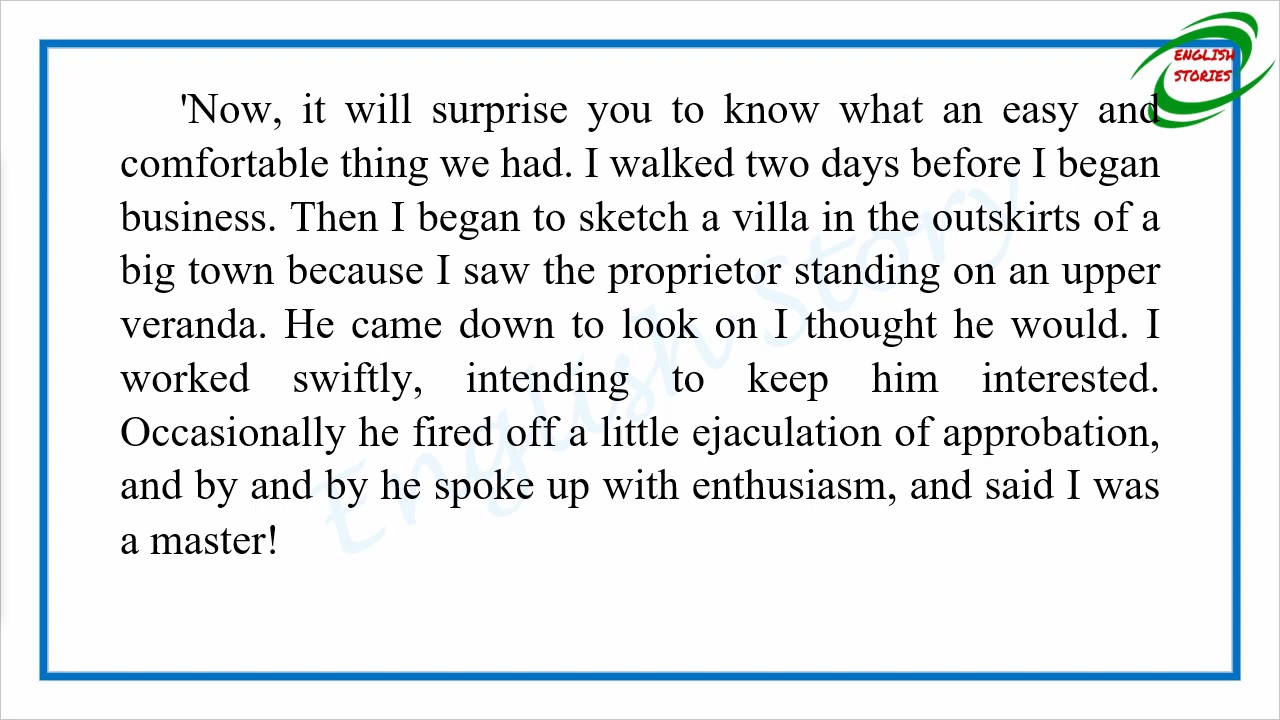 ENGLISH
STORIES
'Now, it will surprise you to know what an easy and
comfortable thing we had. I walked two days before I began
business. Then I began to sketch a villa in the outskirts of a
big town because I saw the proprietor standing on an upper
veranda. He came down to look on I thought he would. I
worked swiftly, intending to keep him interested.
Occasionally he fired off a little ejaculation of approbation,
and by and by he spoke up with enthusiasm, and said I was
a master!
English Story